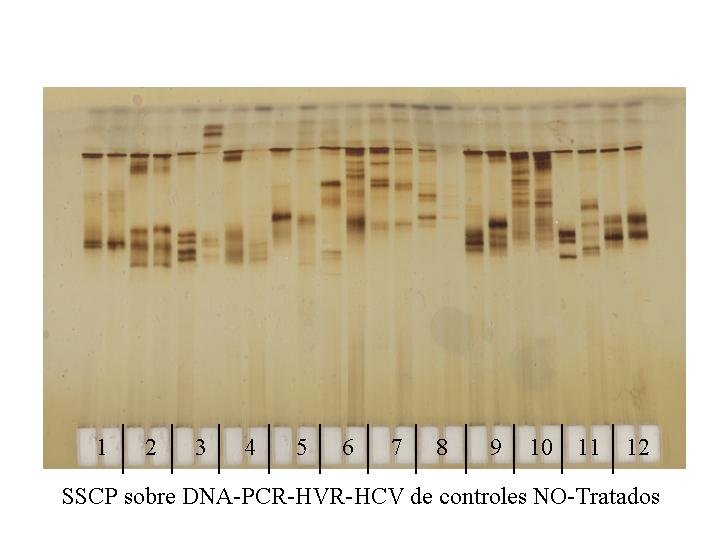 1 2 3 4 5 6 7 8 9 10 11 12
SSCP sobre DNA-PCR-HVR-HCV de controles NO-Tratados